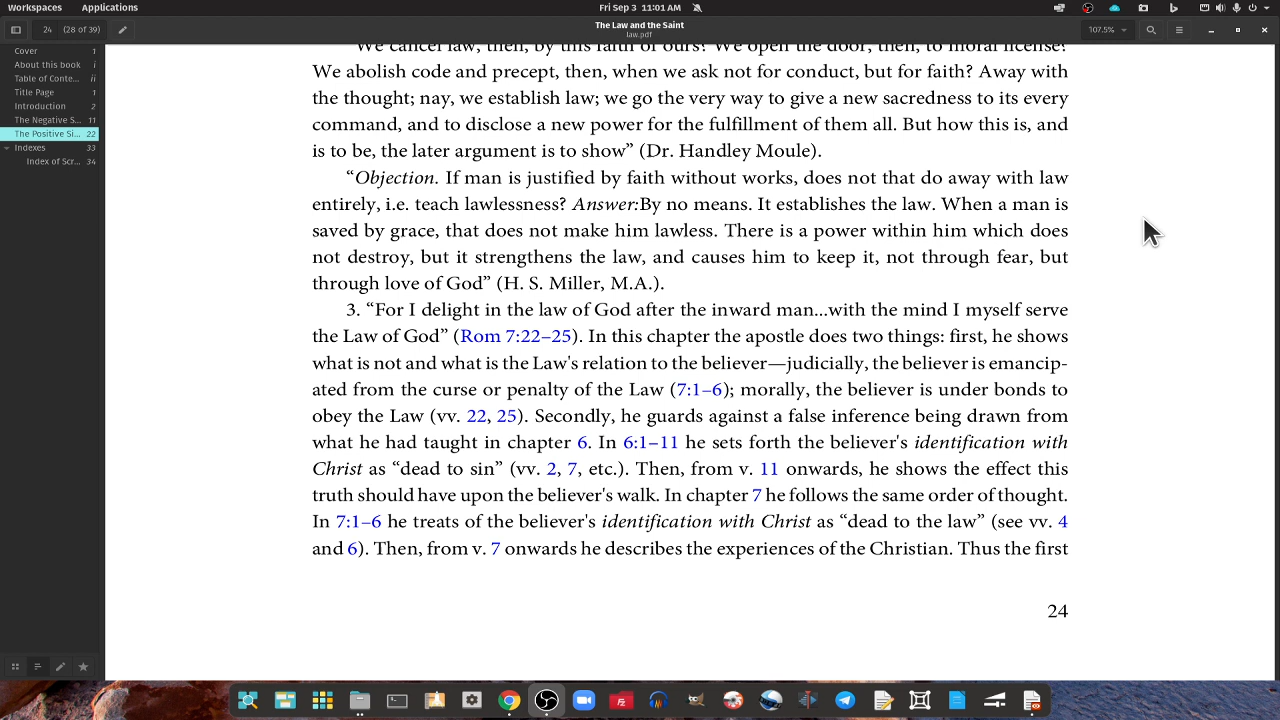 Workspaces Applications Fri Sep 3 11:01 AM
24 (28 of 39) The Law and the Saint 107.5%
law.pdf
Cover 1
About this book i
Table of Conte... ii
Title Page 1
Introduction 2
The Negative S... 11
The Positive Si... 22
Indexes 33
Index of Scr... 34
We cancel law, then, by this faith of ours? We open the door, then, to moral license?
We abolish code and precept, then, when we ask not for conduct, but for faith? Away with
the thought; nay, we establish law; we go the very way to give a new sacredness to its every
command, and to disclose a new power for the fulfillment of them all. But how this is, and
is to be, the later argument is to show” (Dr. Handley Moule).
“Objection. If man is justified by faith without works, does not that do away with law
entirely, i.e. teach lawlessness? Answer:By no means. It establishes the law. When a man is
saved by grace, that does not make him lawless. There is a power within him which does
not destroy, but it strengthens the law, and causes him to keep it, not through fear, but
through love of God” (H. S. Miller, M.A.).
3. “For I delight in the law of God after the inward man...with the mind I myself serve
the Law of God” (Rom 7:22–25). In this chapter the apostle does two things: first, he shows
what is not and what is the Law's relation to the believer—judicially, the believer is emancip-
ated from the curse or penalty of the Law (7:1–6); morally, the believer is under bonds to
obey the Law (vv. 22, 25). Secondly, he guards against a false inference being drawn from
what he had taught in chapter 6. In 6:1–11 he sets forth the believer's identification with
Christ as “dead to sin” (vv. 2, 7, etc.). Then, from v. 11 onwards, he shows the effect this
truth should have upon the believer's walk. In chapter 7 he follows the same order of thought.
In 7:1–6 he treats of the believer's identification with Christ as “dead to the law” (see vv. 4
and 6). Then, from v. 7 onwards he describes the experiences of the Christian. Thus the first
24